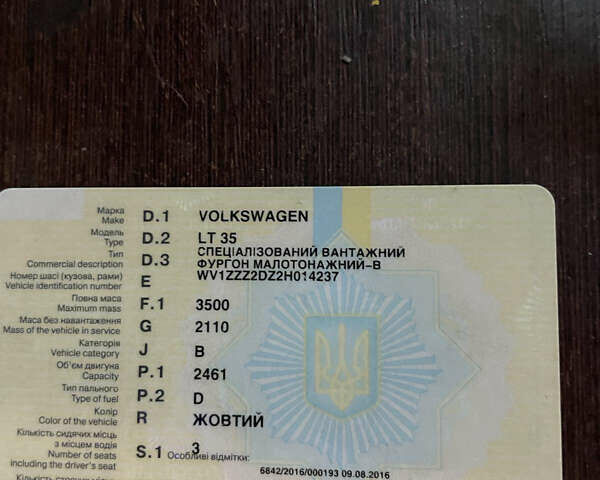 Марка
Make D.1 VOLKSWAGEN
Модель
Type D.2 LT 35
Тип
Commercial description D.3 СПЕЦІАЛІЗОВАНИЙ ВАНТАЖНИЙ
ФУРГОН МАЛОТОНАЖНИЙ-В
Номер шасі (кузова, рами)
Vehicle identification number E WV1ZZZ2DZ2H014237
Повна маса
Maximum mass F.1 3500
Маса без навантаження
Mass of the vehicle in service G 2110
Категорія
Vehicle category J B
Об'єм двигуна
Capacity P.1 2461
Тип пального
Type of fuel P.2 D
Колір
Color of the vehicle R ЖОВТИЙ
Кількість сидячих місць
з місцем водія
Number of seats
including the driver's seat S.1 3
Особливі відмітки:
6842/2016/000193 09.08.2016
Кількість стоячих